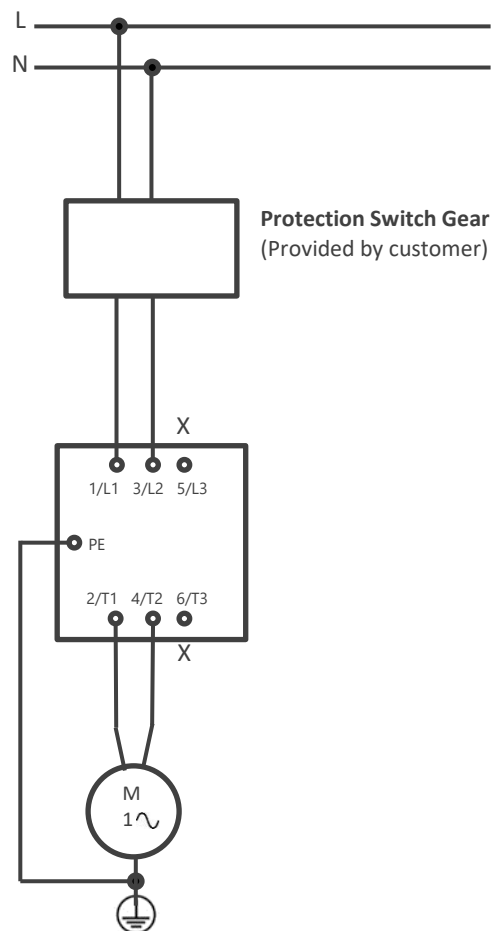 L
N
Protection Switch Gear
(Provided by customer)
X
1/L1 3/L2 5/L3
PE
2/T1 4/T2 6/T3
X
M
1∿